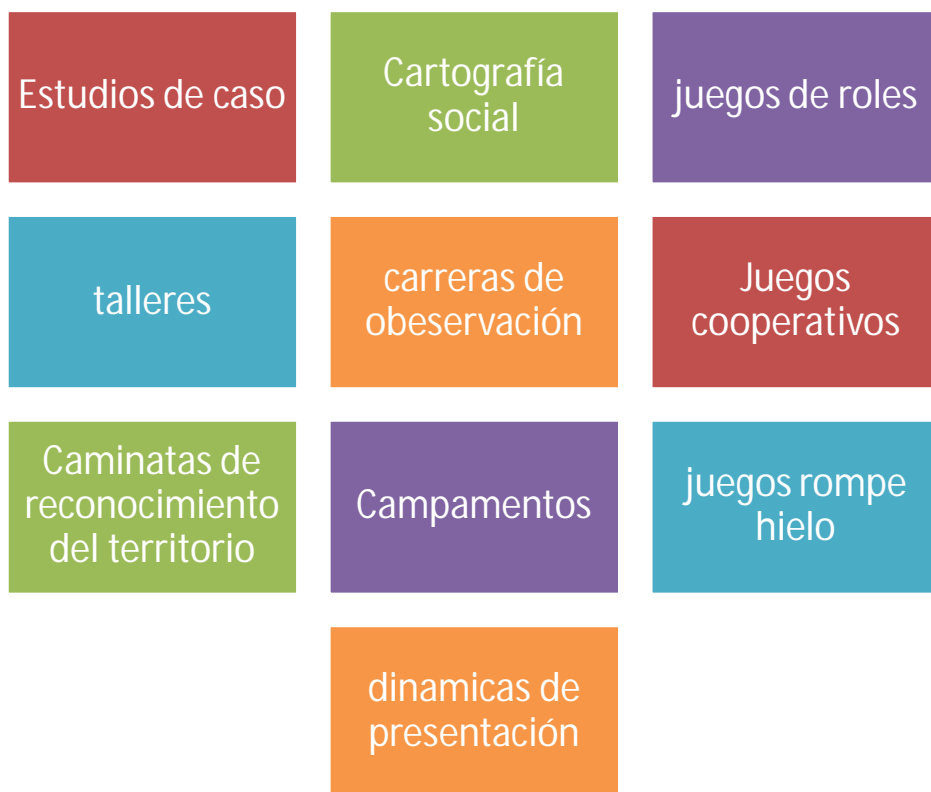 Estudios de caso
Cartografía
social
juegos de roles
talleres
carreras de
obeservación
Juegos
cooperativos
Caminatas de
reconocimiento
del territorio
Campamentos
juegos rompe
hielo
dinamicas de
presentación